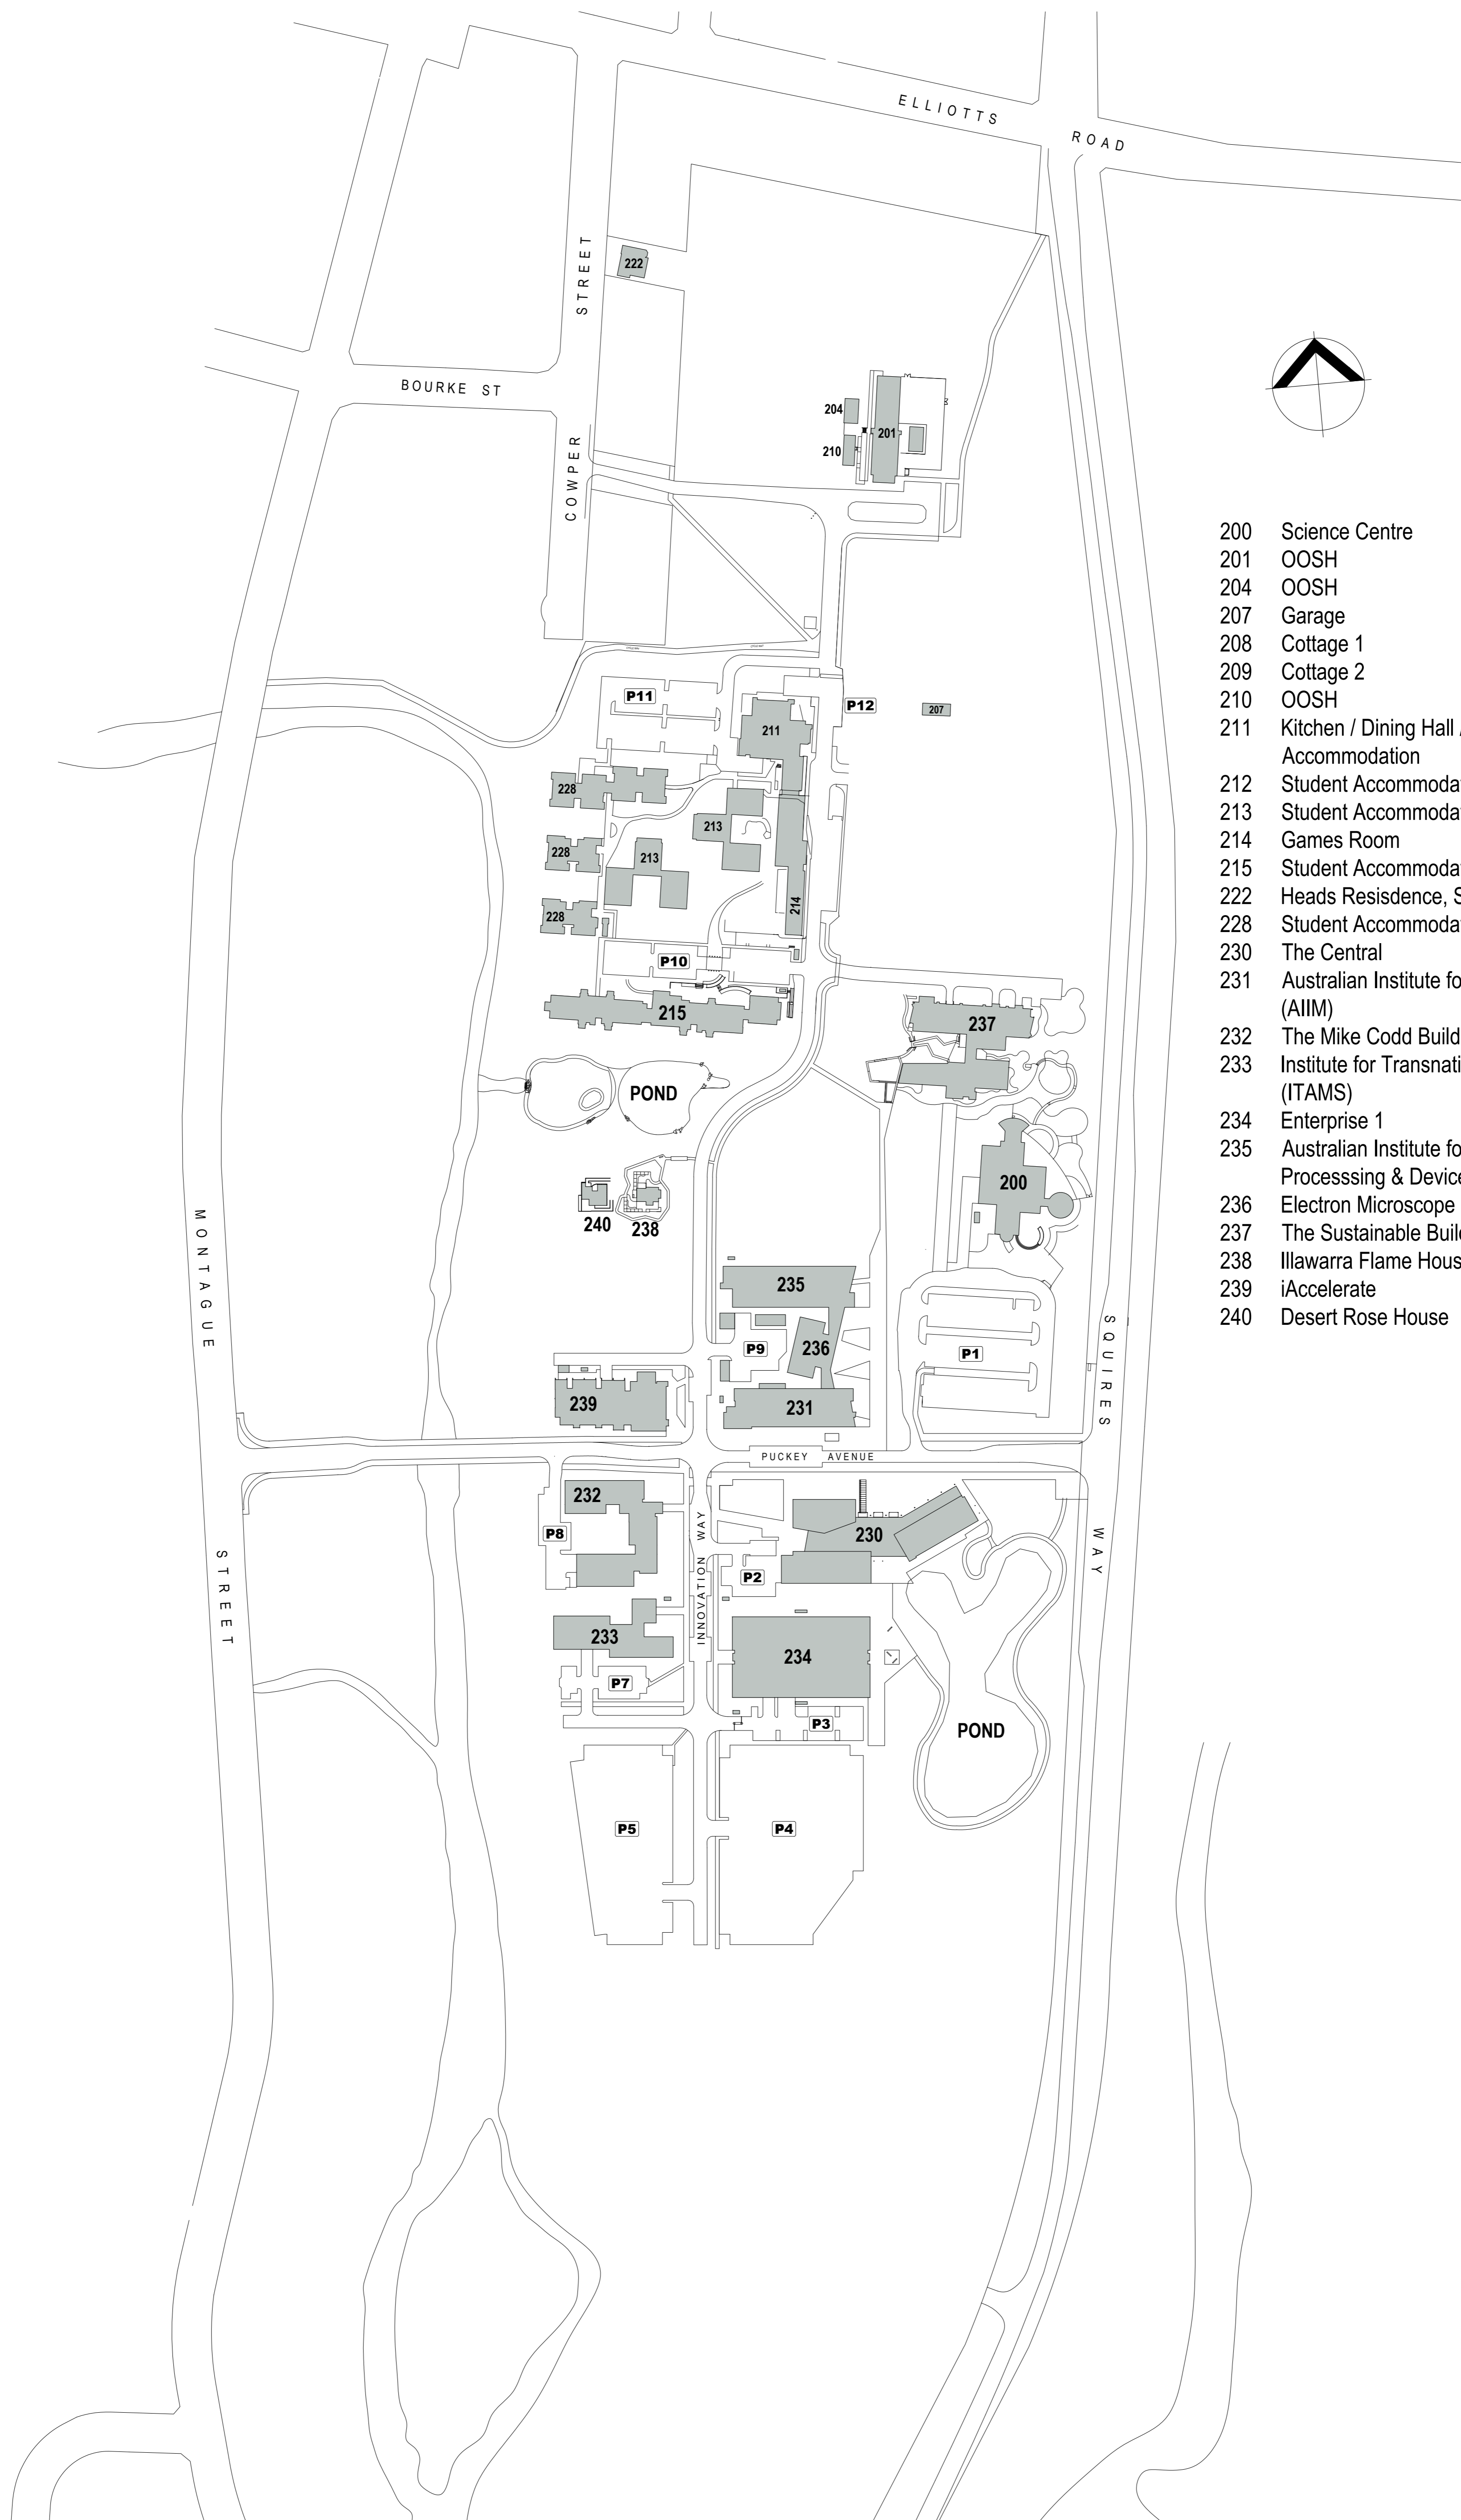 ELLIOTTS ROAD
STREET
222
BOURKE ST
COWPER
204
201
210
200 Science Centre
201 OOSH
204 OOSH
207 Garage
208 Cottage 1
209 Cottage 2
210 OOSH
211 Kitchen / Dining Hall
Accommodation
212 Student Accommoda
213 Student Accommoda
214 Games Room
215 Student Accommoda
222 Heads Resisdence, S
228 Student Accommoda
230 The Central
231 Australian Institute fo
(AIIM)
232 The Mike Codd Build
233 Institute for Transnati
(ITAMS)
234 Enterprise 1
235 Australian Institute fo
Processsing & Device
236 Electron Microscope
237 The Sustainable Buil
238 Illawarra Flame Hous
239 iAccelerate
240 Desert Rose House
P11
P12
207
211
228
213
228
213
228
214
P10
215
237
POND
200
240
238
MONTAGUE
235
P9
236
P1
SQUIRES
239
231
PUCKEY AVENUE
232
P8
INNOVATION WAY
230
WAY
P2
STREET
233
234
P7
P3
POND
P5
P4